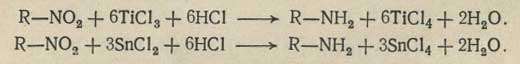 R—NO₂ + 6TiCl₃ + 6HCl ⟶ R—NH₂ + 6TiCl₄ + 2H₂O.
R—NO₂ + 3SnCl₂ + 6HCl ⟶ R—NH₂ + 3SnCl₄ + 2H₂O.